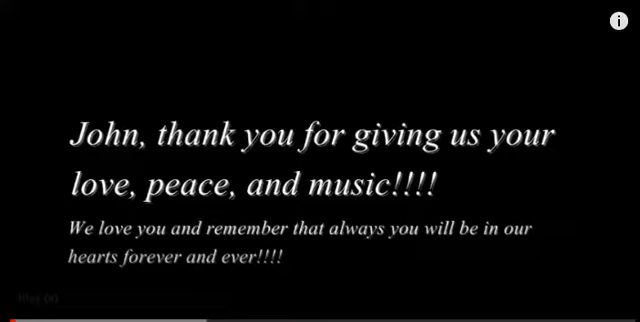 John, thank you for giving us your
love, peace, and music!!!!
We love you and remember that always you will be in our
hearts forever and ever!!!!